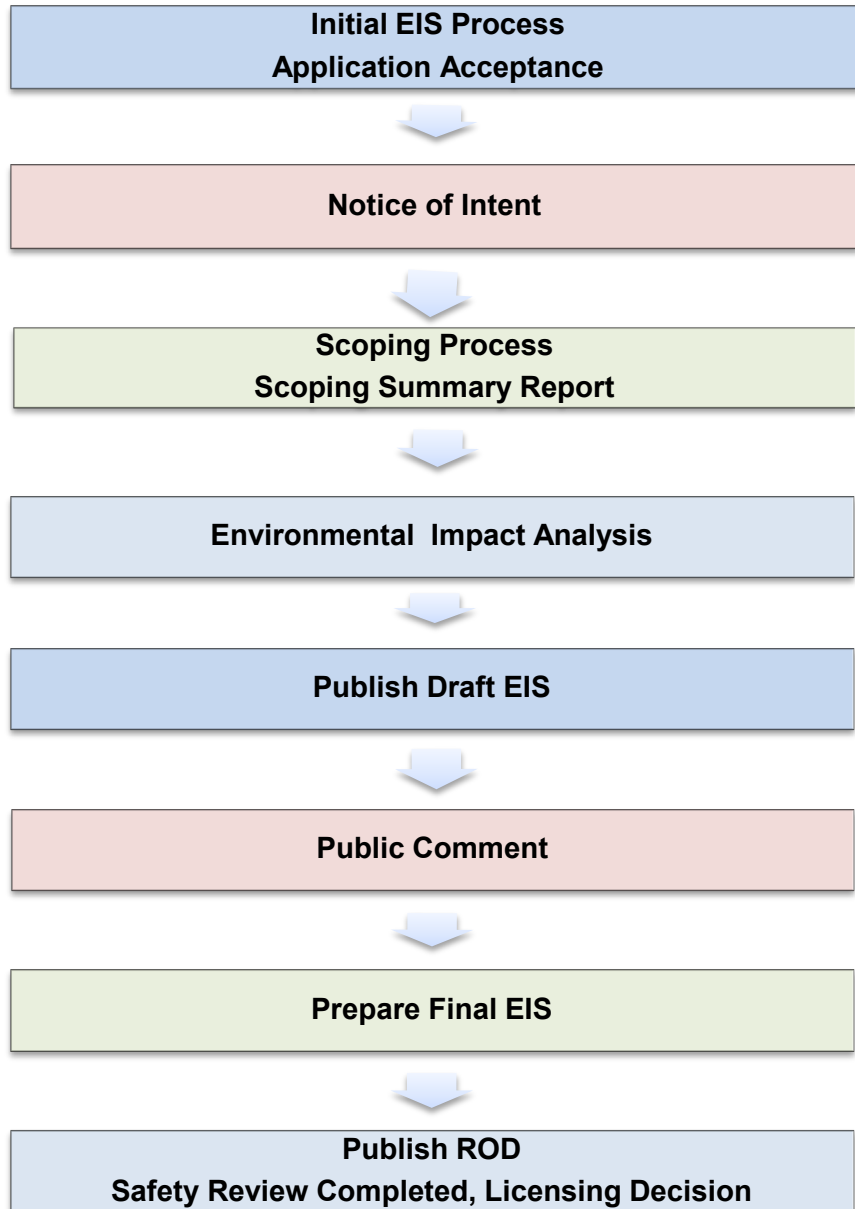 Initial EIS Process
Application Acceptance
Notice of Intent
Scoping Process
Scoping Summary Report
Environmental  Impact Analysis
Publish Draft EIS
Public Comment
Prepare Final EIS
Publish ROD
Safety Review Completed, Licensing Decision